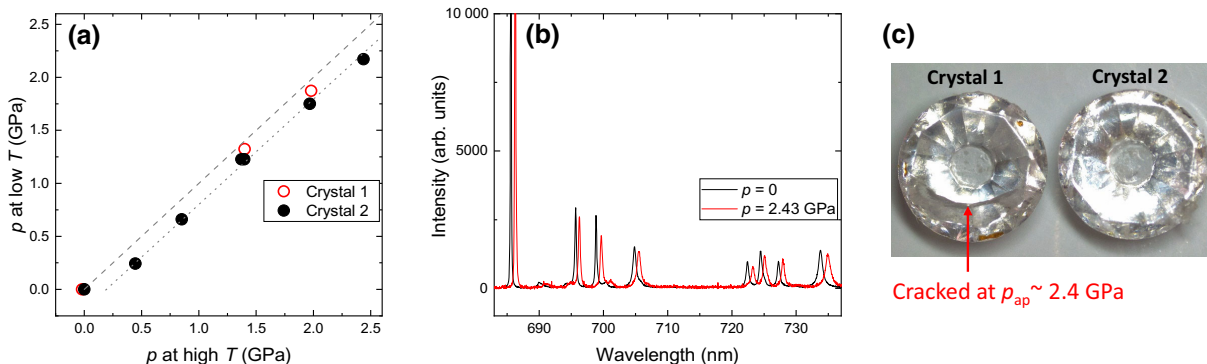 (a)
2.5
2.0
1.5
1.0
0.5
0.0
p at low T (GPa)
0.0 0.5 1.0 1.5 2.0 2.5
p at high T (GPa)
Crystal 1
Crystal 2
(b)
10 000
5000
0
Intensity (arb. units)
p = 0
p = 2.43 GPa
690 700 710 720 730
Wavelength (nm)
(c)
Crystal 1 Crystal 2
Cracked at pap~ 2.4 GPa